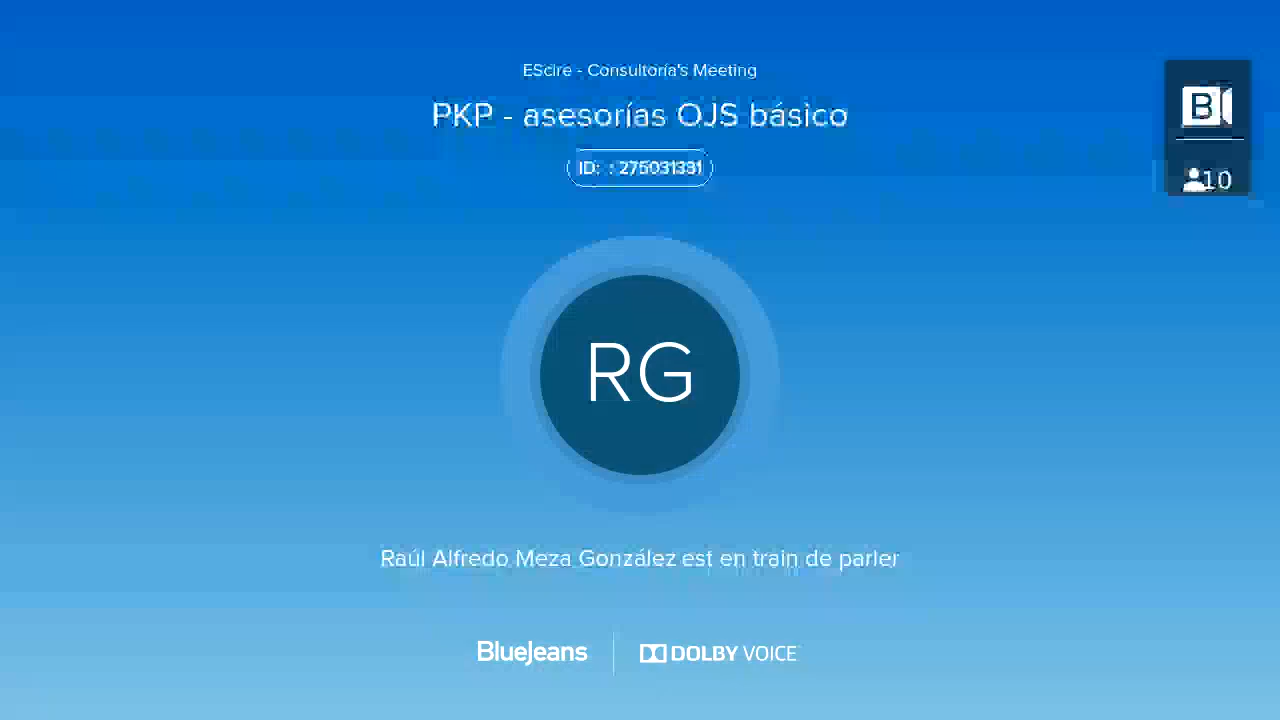 EScire - Consultoría's Meeting
PKP - asesorías OJS básico
ID: : 275031331
B
10
RG
Raúl Alfredo Meza González est en train de parler
BlueJeans
DOLBY VOICE